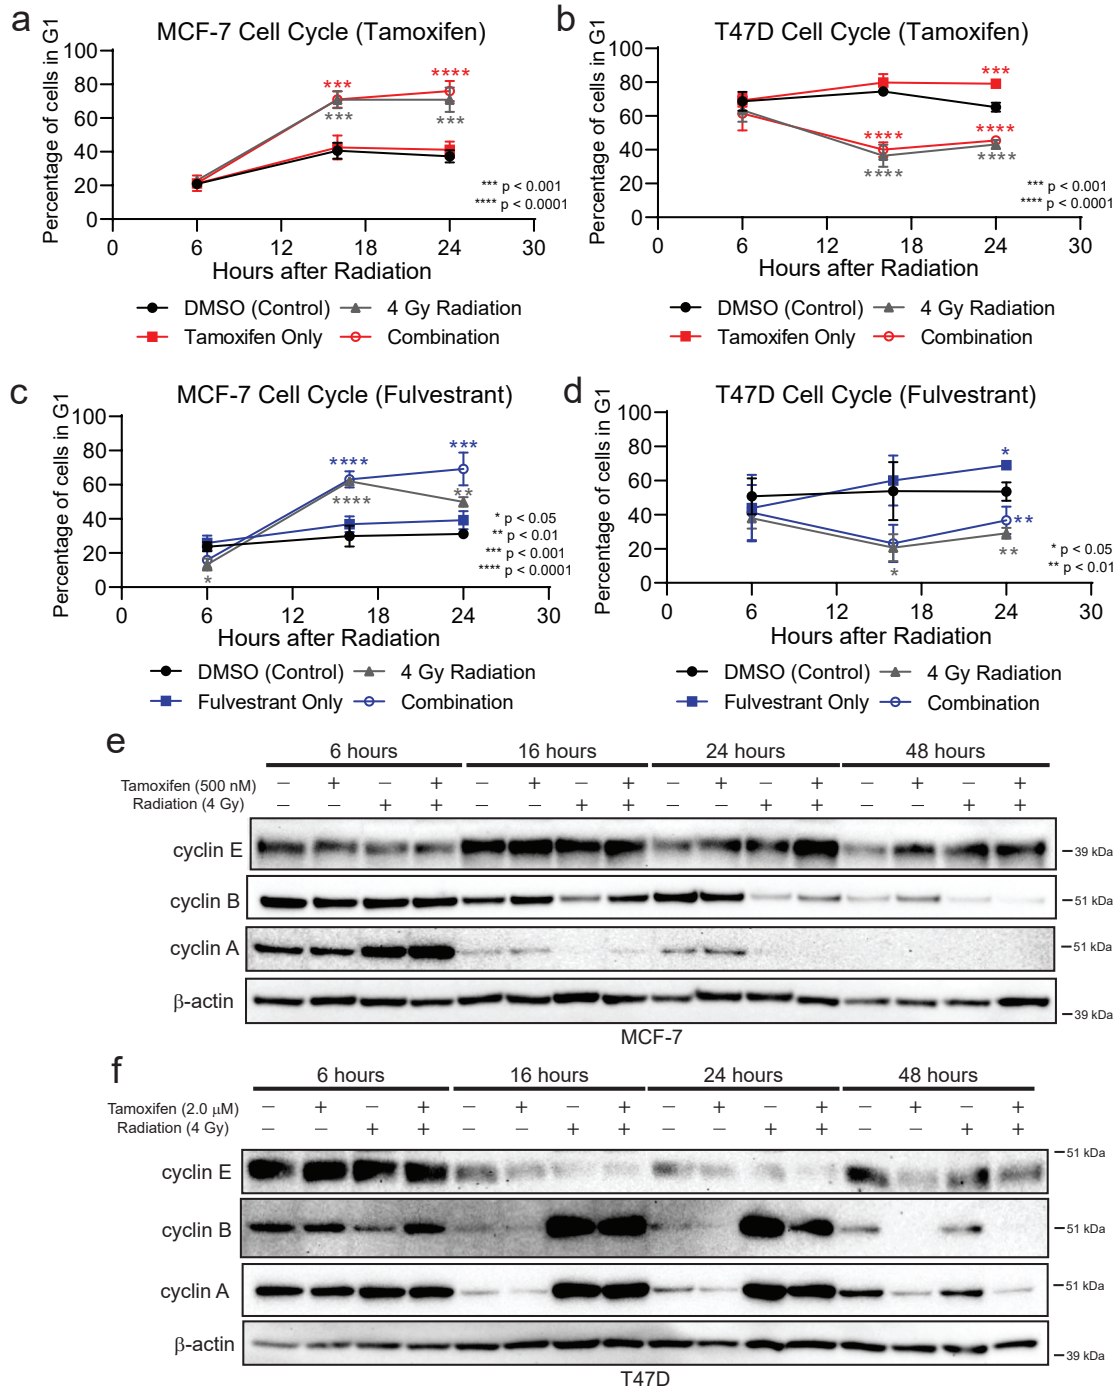 a
MCF-7 Cell Cycle (Tamoxifen)
Percentage of cells in G1
100
80
60
40
20
0
0 6 12 18 24 30
*** **** *** ***
*** p < 0.001
**** p < 0.0001
Hours after Radiation
DMSO (Control) 4 Gy Radiation
Tamoxifen Only Combination
b
T47D Cell Cycle (Tamoxifen)
Percentage of cells in G1
100
80
60
40
20
0
0 6 12 18 24 30
*** **** **** **** ****
*** p < 0.001
**** p < 0.0001
Hours after Radiation
DMSO (Control) 4 Gy Radiation
Tamoxifen Only Combination
c
MCF-7 Cell Cycle (Fulvestrant)
Percentage of cells in G1
100
80
60
40
20
0
0 6 12 18 24 30
**** *** **** ** *
* p < 0.05
** p < 0.01
*** p < 0.001
**** p < 0.0001
Hours after Radiation
DMSO (Control) 4 Gy Radiation
Fulvestrant Only Combination
d
T47D Cell Cycle (Fulvestrant)
Percentage of cells in G1
100
80
60
40
20
0
0 6 12 18 24 30
* ** * **
* p < 0.05
** p < 0.01
Hours after Radiation
DMSO (Control) 4 Gy Radiation
Fulvestrant Only Combination
e
6 hours 16 hours 24 hours 48 hours
Tamoxifen (500 nM) − + − + − + − + − + − + − + − +
Radiation (4 Gy) − − + + − − + + − − + + − − + +
cyclin E 39 kDa
cyclin B 51 kDa
cyclin A 51 kDa
β-actin 39 kDa
MCF-7
f
6 hours 16 hours 24 hours 48 hours
Tamoxifen (2.0 μM) − + − + − + − + − + − + − + − +
Radiation (4 Gy) − − + + − − + + − − + + − − + +
cyclin E 51 kDa
cyclin B 51 kDa
cyclin A 51 kDa
β-actin 39 kDa
T47D